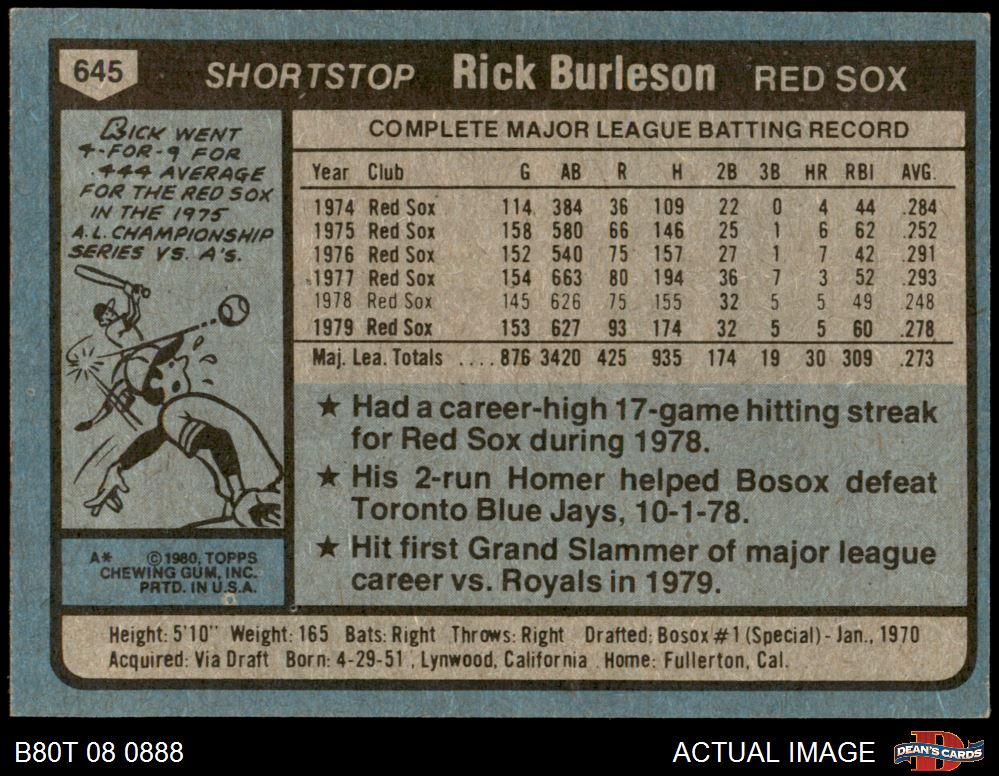 645 SHORTSTOP Rick Burleson RED SOX
RICK WENT
4-FOR-9 FOR
.444 AVERAGE
FOR THE RED SOX
IN THE 1975
A.L. CHAMPIONSHIP
SERIES VS. A'S.
A* ©1980, TOPPS
CHEWING GUM, INC.
PRTD. IN U.S.A.
COMPLETE MAJOR LEAGUE BATTING RECORD
Year Club G AB R H 2B 3B HR RBI AVG.
1974 Red Sox 114 384 36 109 22 0 4 44 .284
1975 Red Sox 158 580 66 146 25 1 6 62 .252
1976 Red Sox 152 540 75 157 27 1 7 42 .291
1977 Red Sox 154 663 80 194 36 7 3 52 .293
1978 Red Sox 145 626 75 155 32 5 5 49 .248
1979 Red Sox 153 627 93 174 32 5 5 60 .278
Maj. Lea. Totals ....876 3420 425 935 174 19 30 309 .273
★ Had a career-high 17-game hitting streak
for Red Sox during 1978.
★ His 2-run Homer helped Bosox defeat
Toronto Blue Jays, 10-1-78.
★ Hit first Grand Slammer of major league
career vs. Royals in 1979.
Height: 5'10" Weight: 165 Bats: Right Throws: Right Drafted: Bosox #1 (Special) - Jan., 1970
Acquired: Via Draft Born: 4-29-51, Lynwood, California Home: Fullerton, Cal.
B80T 08 0888 ACTUAL IMAGE D DEAN'S CARDS